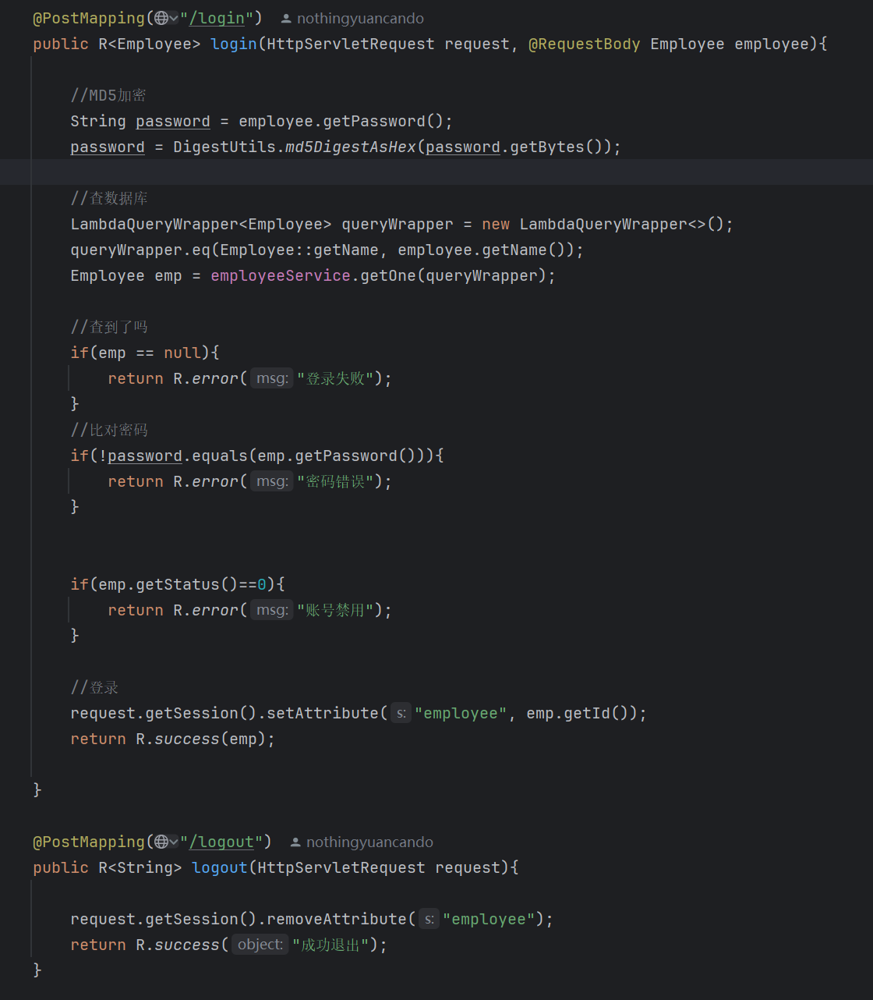 @PostMapping("/login") nothingyuancando
public R<Employee> login(HttpServletRequest request, @RequestBody Employee employee){
//MD5加密
String password = employee.getPassword();
password = DigestUtils.md5DigestAsHex(password.getBytes());
//查数据库
LambdaQueryWrapper<Employee> queryWrapper = new LambdaQueryWrapper<>();
queryWrapper.eq(Employee::getName, employee.getName());
Employee emp = employeeService.getOne(queryWrapper);
//查到了吗
if(emp == null){
return R.error( msg: "登录失败");
}
//比对密码
if(!password.equals(emp.getPassword())){
return R.error( msg: "密码错误");
}
if(emp.getStatus()==0){
return R.error( msg: "账号禁用");
}
//登录
request.getSession().setAttribute( s: "employee", emp.getId());
return R.success(emp);
}
@PostMapping("/logout") nothingyuancando
public R<String> logout(HttpServletRequest request){
request.getSession().removeAttribute( s: "employee");
return R.success( object: "成功退出");
}